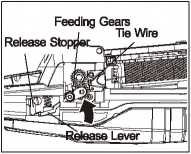 Feeding Gears
Tie Wire
Release Stopper
Release Lever